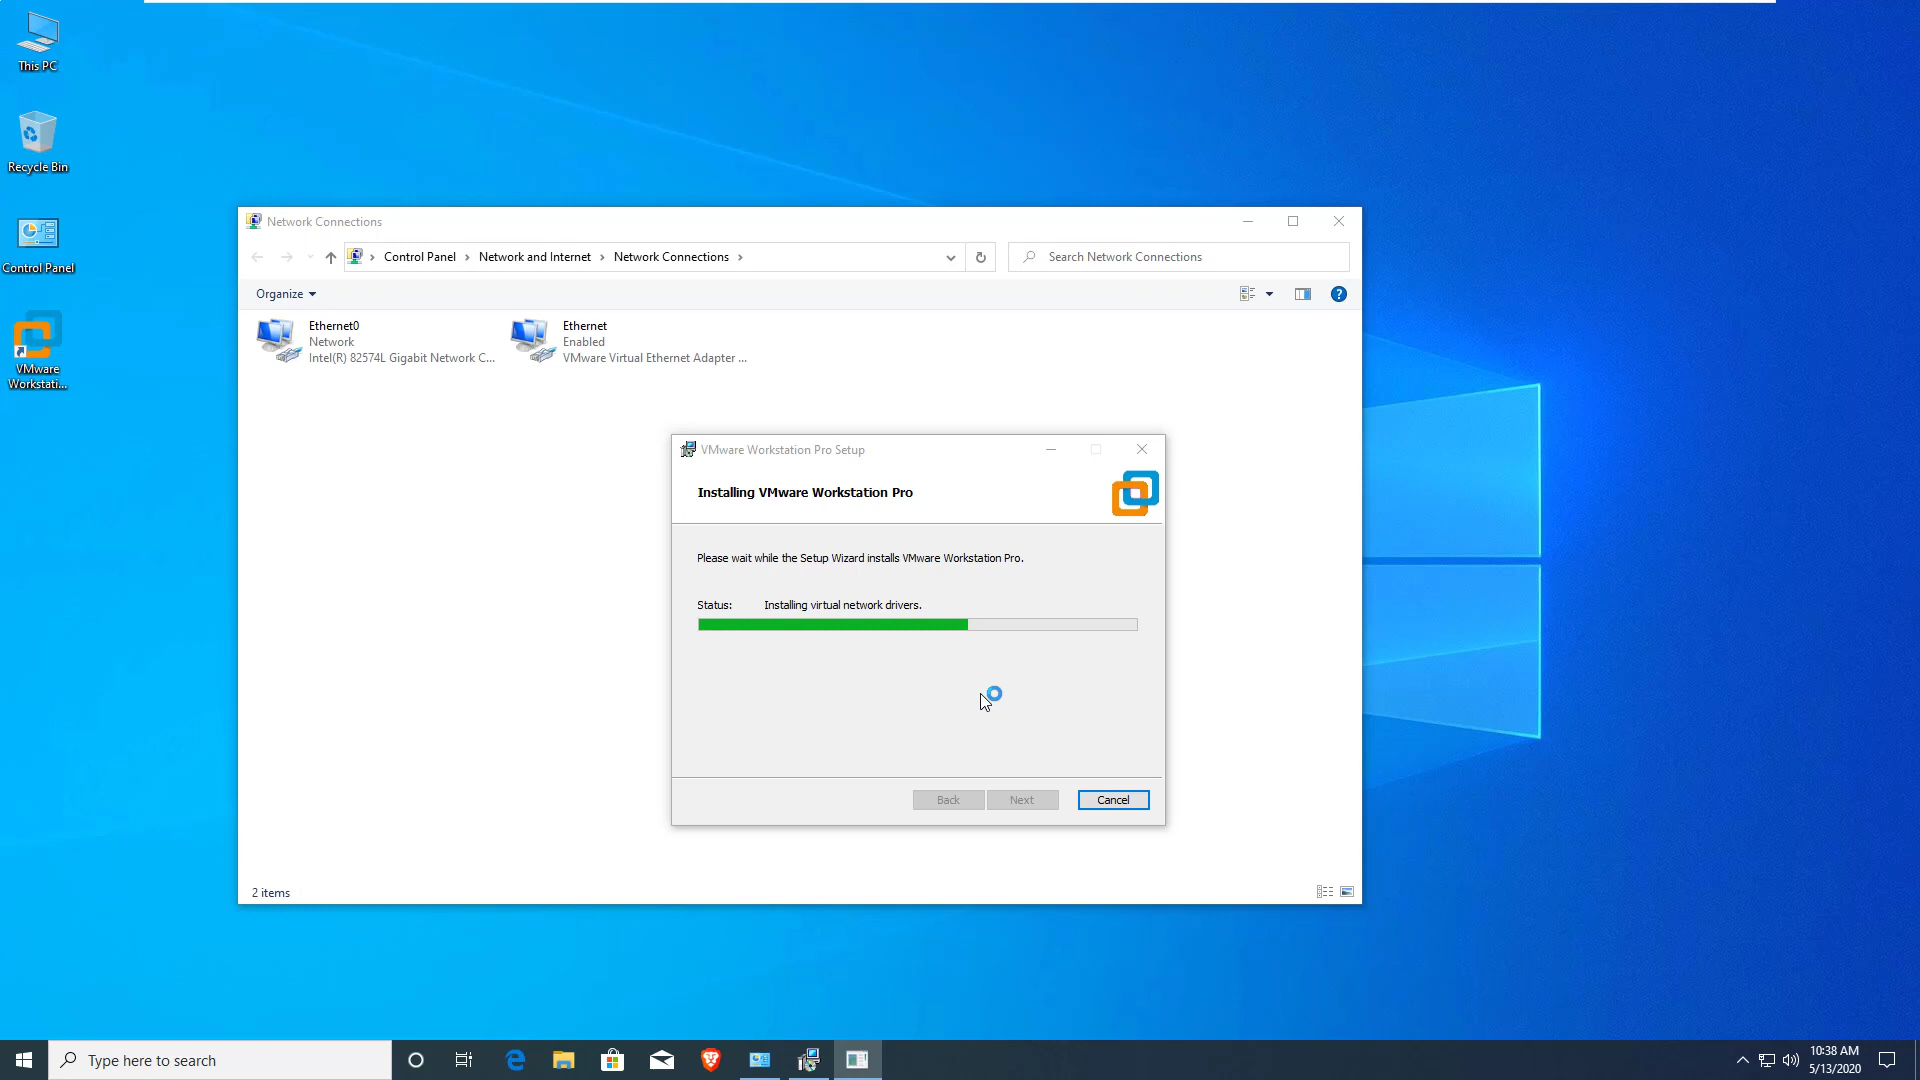 This PC
Recycle Bin
Control Panel
VMware
Workstati...
Network Connections
Control Panel
Network and Internet
Network Connections
Search Network Connections
Organize
?
Ethernet0
Network
Intel(R) 82574L Gigabit Network C...
Ethernet
Enabled
VMware Virtual Ethernet Adapter ...
VMware Workstation Pro Setup
Installing VMware Workstation Pro
Please wait while the Setup Wizard installs VMware Workstation Pro.
Status: Installing virtual network drivers.
Back
Next
Cancel
2 items
Type here to search
10:38 AM
5/13/2020